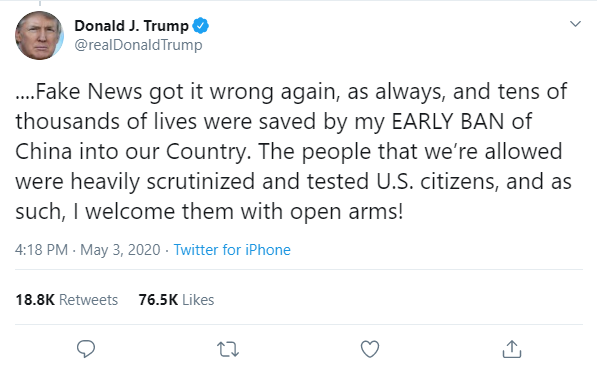 Donald J. Trump
@realDonaldTrump
....Fake News got it wrong again, as always, and tens of
thousands of lives were saved by my EARLY BAN of
China into our Country. The people that we’re allowed
were heavily scrutinized and tested U.S. citizens, and as
such, I welcome them with open arms!
4:18 PM · May 3, 2020 · Twitter for iPhone
18.8K Retweets 76.5K Likes